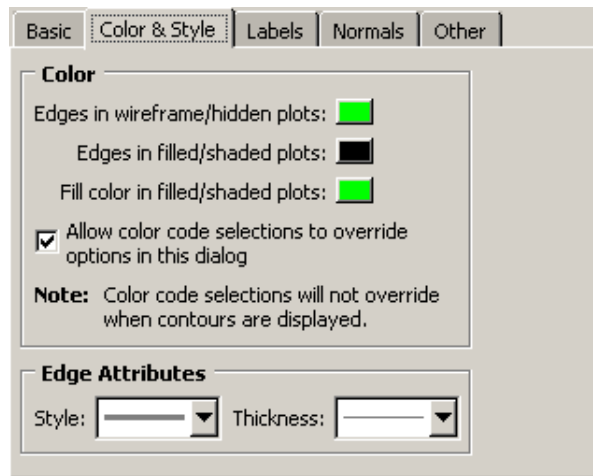 Basic Color & Style Labels Normals Other
Color
Edges in wireframe/hidden plots:
Edges in filled/shaded plots:
Fill color in filled/shaded plots:
Allow color code selections to override
options in this dialog
Note: Color code selections will not override
when contours are displayed.
Edge Attributes
Style: Thickness: